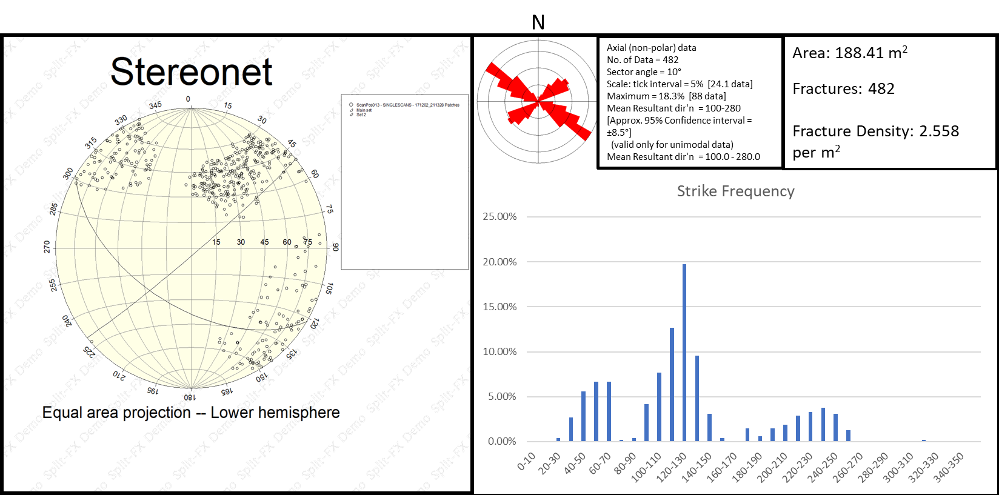 N
Stereonet
0
15
30
45
60
75
90
105
120
135
150
165
180
195
210
225
240
255
270
285
300
315
330
345
15 30 45 60 75
ScanPos013 - SINGLESCANS - 171202_211328 Patches
Main set
Set 2
Equal area projection -- Lower hemisphere
Split-FX Demo
Axial (non-polar) data
No. of Data = 482
Sector angle = 10°
Scale: tick interval = 5% [24.1 data]
Maximum = 18.3% [88 data]
Mean Resultant dir'n = 100-280
[Approx. 95% Confidence interval =
±8.5°]
(valid only for unimodal data)
Mean Resultant dir'n = 100.0 - 280.0
Area: 188.41 m²
Fractures: 482
Fracture Density: 2.558
per m²
Strike Frequency
25.00%
20.00%
15.00%
10.00%
5.00%
0.00%
0-10
20-30
40-50
60-70
80-90
100-110
120-130
140-150
160-170
180-190
200-210
220-230
240-250
260-270
280-290
300-310
320-330
340-350